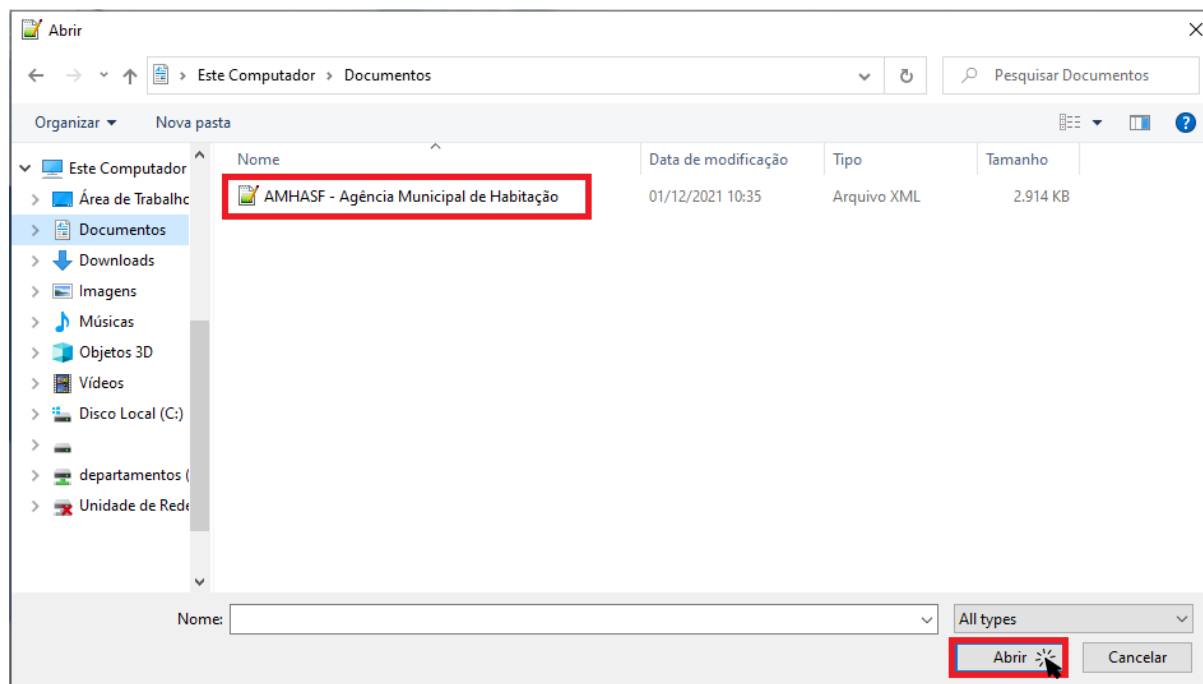 Abrir
Este Computador > Documentos
Pesquisar Documentos
Organizar
Nova pasta
Nome
Data de modificação
Tipo
Tamanho
Este Computador
Área de Trabalhc
Documentos
Downloads
Imagens
Músicas
Objetos 3D
Vídeos
Disco Local (C:)
departamentos (
Unidade de Rede
AMHASF - Agência Municipal de Habitação
01/12/2021 10:35
Arquivo XML
2.914 KB
Nome:
All types
Abrir
Cancelar